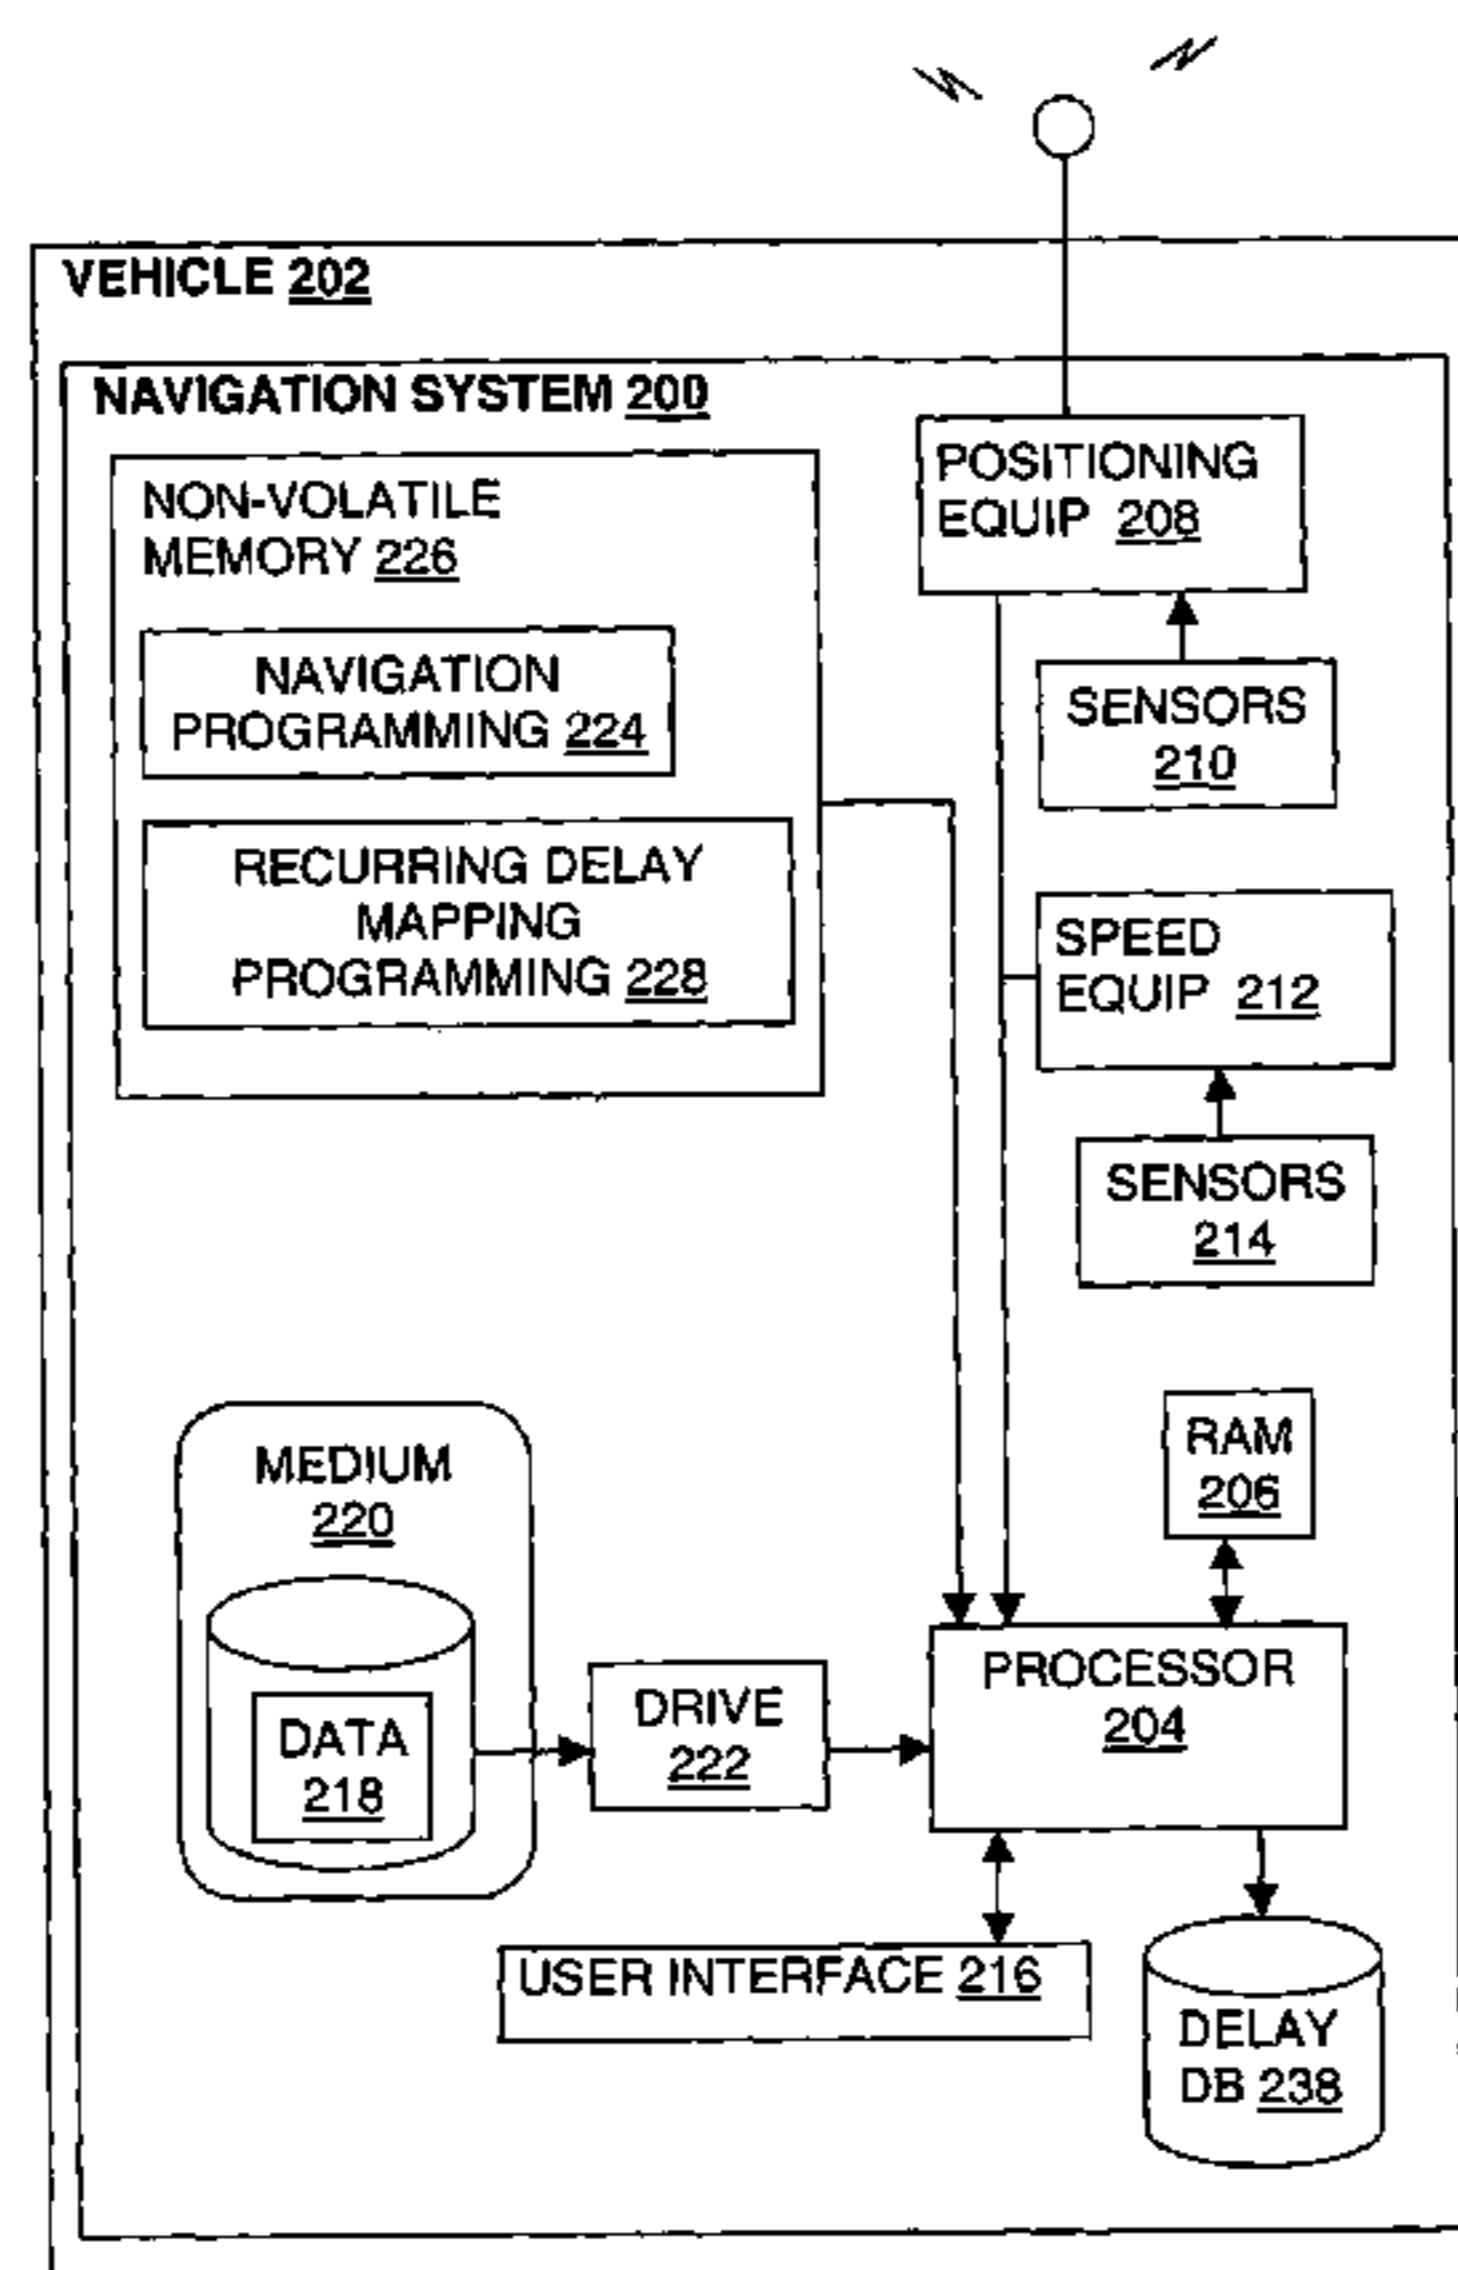 VEHICLE 202
NAVIGATION SYSTEM 200
NON-VOLATILE
MEMORY 226
NAVIGATION
PROGRAMMING 224
RECURRING DELAY
MAPPING
PROGRAMMING 228
POSITIONING
EQUIP 208
SENSORS
210
SPEED
EQUIP 212
SENSORS
214
MEDIUM
220
DATA
218
DRIVE
222
RAM
206
PROCESSOR
204
USER INTERFACE 216
DELAY
DB 238